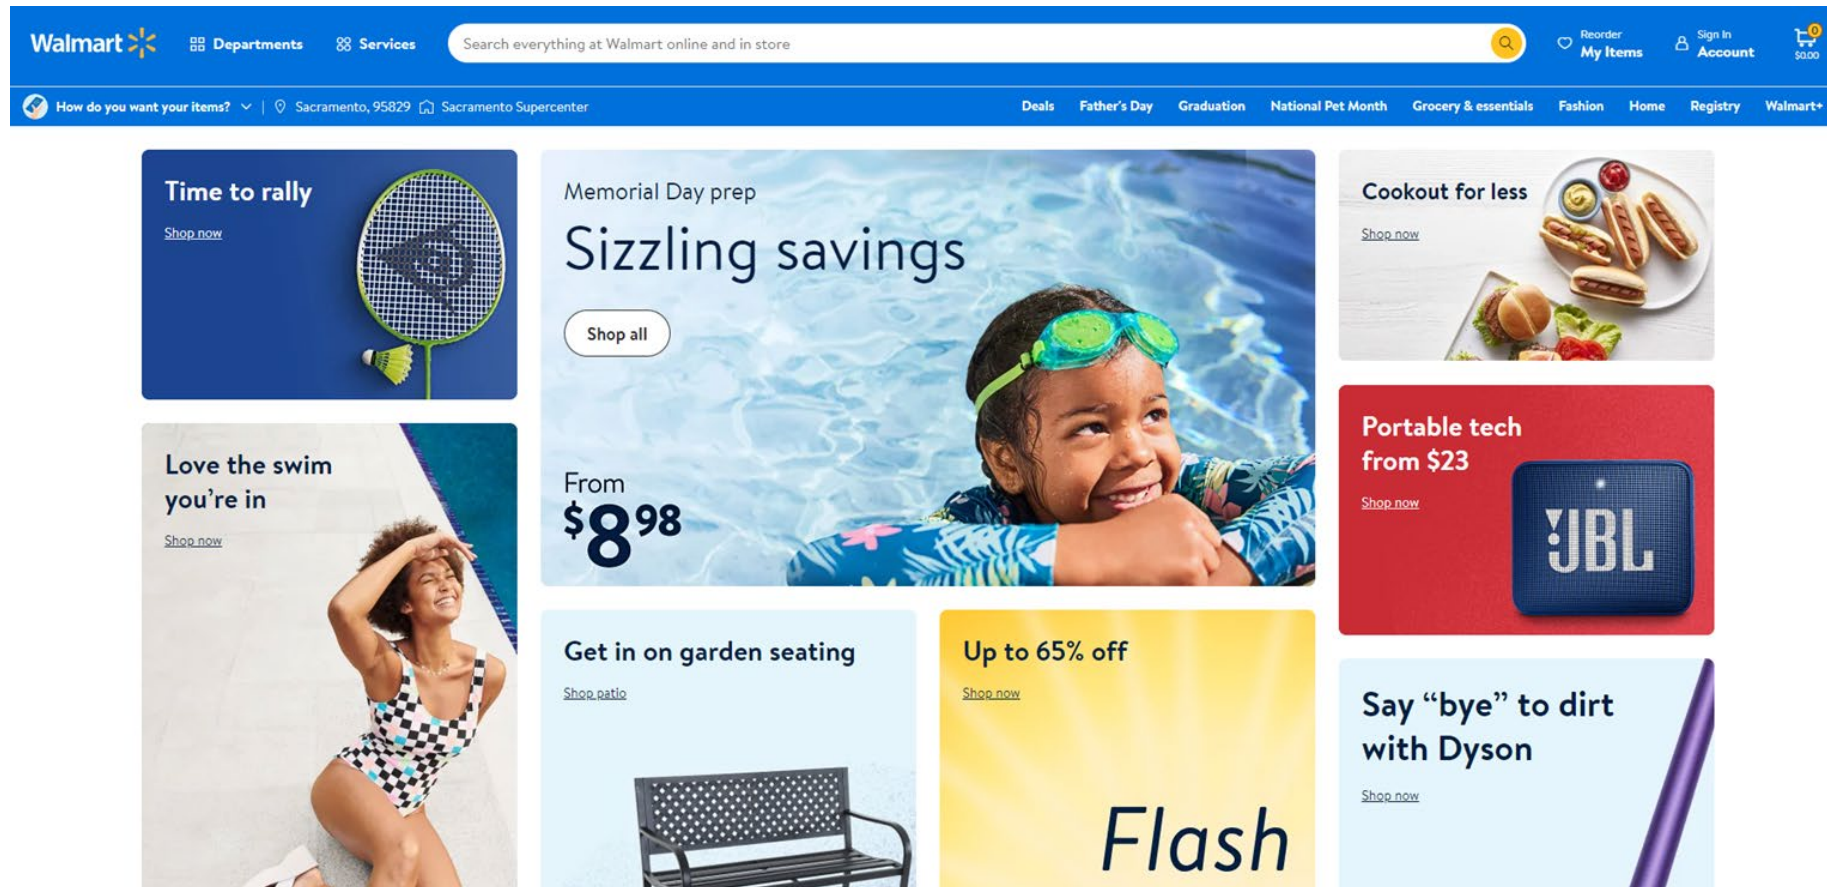 Walmart
Departments
Services
Search everything at Walmart online and in store
Reorder
My Items
Sign In
Account
0
$0.00
How do you want your items?
Sacramento, 95829
Sacramento Supercenter
Deals
Father's Day
Graduation
National Pet Month
Grocery & essentials
Fashion
Home
Registry
Walmart+
Time to rally
Shop now
Memorial Day prep
Sizzling savings
Shop all
From
$8 98
Cookout for less
Shop now
Love the swim
you're in
Shop now
Portable tech
from $23
Shop now
JBL
Get in on garden seating
Shop patio
Up to 65% off
Shop now
Flash
Say “bye” to dirt
with Dyson
Shop now